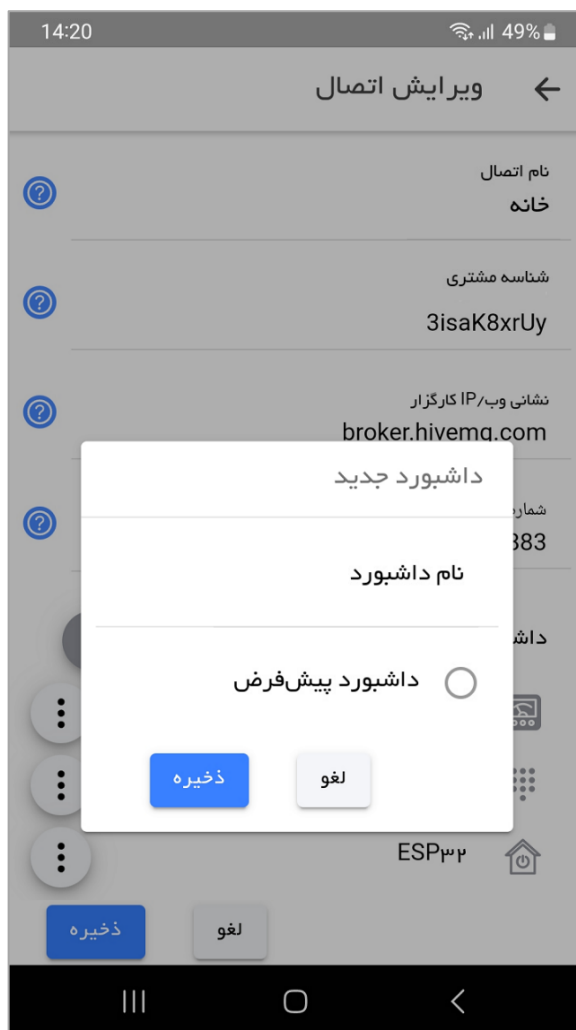 14:20
49%
ویرایش اتصال
نام اتصال
خانه
شناسه مشتری
3isaK8xrUy
نشانی وب/IP کارگزار
broker.hivemq.com
داشبورد جدید
نام داشبورد
داشبورد پیش‌فرض
لغو
ذخیره
ESP۳۲
لغو
ذخیره